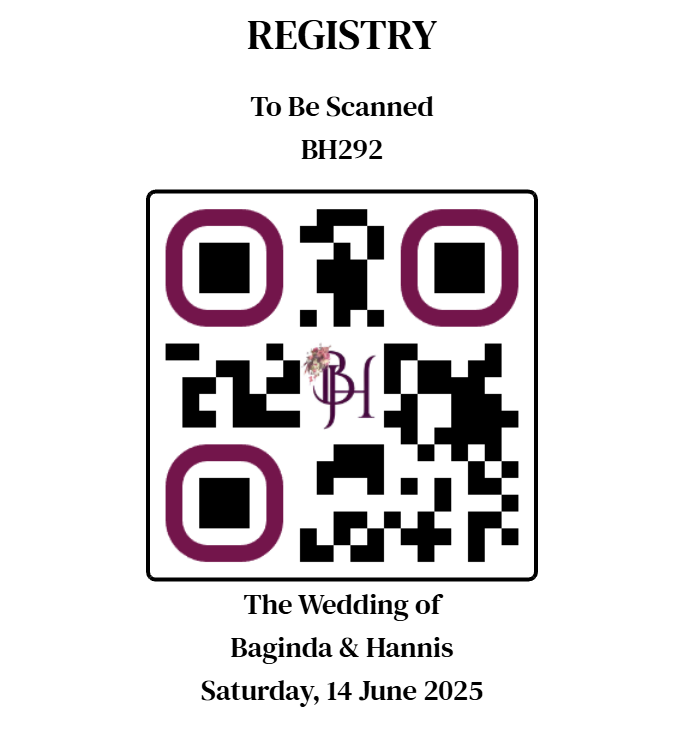 REGISTRY
To Be Scanned
BH292
BH
The Wedding of
Baginda & Hannis
Saturday, 14 June 2025